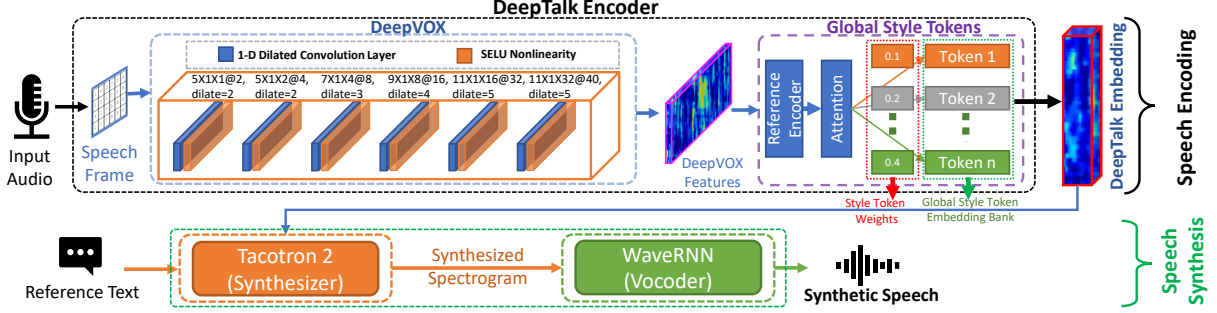 DeepTalk Encoder
DeepVOX
Global Style Tokens
1-D Dilated Convolution Layer
SELU Nonlinearity
5X1X1@2,
dilate=2
5X1X2@4,
dilate=2
7X1X4@8,
dilate=3
9X1X8@16,
dilate=4
11X1X16@32,
dilate=5
11X1X32@40,
dilate=5
Input
Audio
Speech
Frame
DeepVOX
Features
Reference
Encoder
Attention
0.1
Token 1
0.2
Token 2
0.4
Token n
Style Token
Weights
Global Style Token
Embedding Bank
DeepTalk Embedding
Speech Encoding
Reference Text
Tacotron 2
(Synthesizer)
Synthesized
Spectrogram
WaveRNN
(Vocoder)
Synthetic Speech
Speech
Synthesis